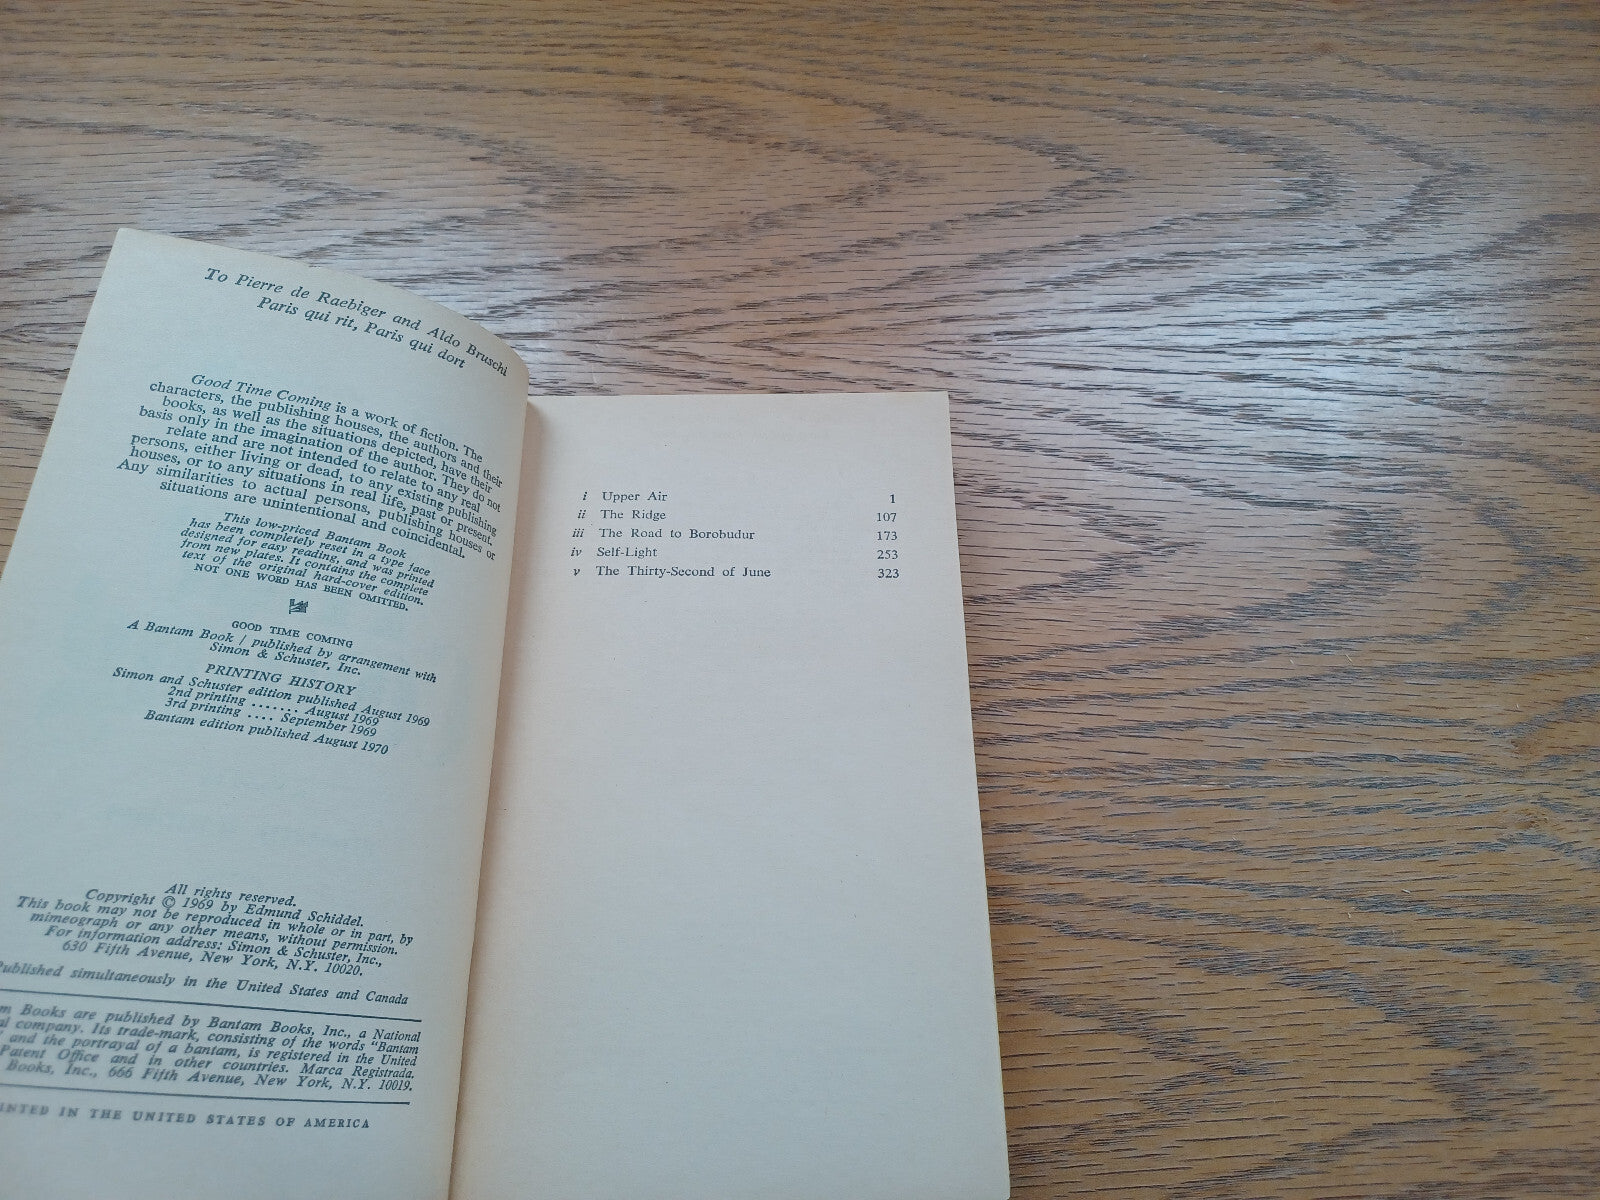 To Pierre de Raebiger and Aldo Bruschi
Paris qui rit, Paris qui dort
Good Time Coming is a work of fiction. The
characters, the publishing houses, the authors and their
books, as well as the situations depicted, have their
basis only in the imagination of the author. They do not
relate and are not intended to relate to any real
persons, either living or dead, to any existing publishing
houses, or to any situations in real life, past or present.
Any similarities to actual persons, publishing houses or
situations are unintentional and coincidental.
This low-priced Bantam Book
has been completely reset in a type face
designed for easy reading, and was printed
from new plates. It contains the complete
text of the original hard-cover edition.
NOT ONE WORD HAS BEEN OMITTED.
GOOD TIME COMING
A Bantam Book / published by arrangement with
Simon & Schuster, Inc.
PRINTING HISTORY
Simon and Schuster edition published August 1969
2nd printing ....... August 1969
3rd printing .... September 1969
Bantam edition published August 1970
All rights reserved.
Copyright © 1969 by Edmund Schiddel.
This book may not be reproduced in whole or in part, by
mimeograph or any other means, without permission.
For information address: Simon & Schuster, Inc.,
630 Fifth Avenue, New York, N.Y. 10020.
Published simultaneously in the United States and Canada
Books are published by Bantam Books, Inc., a National
company. Its trade-mark, consisting of the words "Bantam
and the portrayal of a bantam, is registered in the United
Patent Office and in other countries. Marca Registrada.
Books, Inc., 666 Fifth Avenue, New York, N.Y. 10019.
IN THE UNITED STATES OF AMERICA
i Upper Air 1
ii The Ridge 107
iii The Road to Borobudur 173
iv Self-Light 253
v The Thirty-Second of June 323